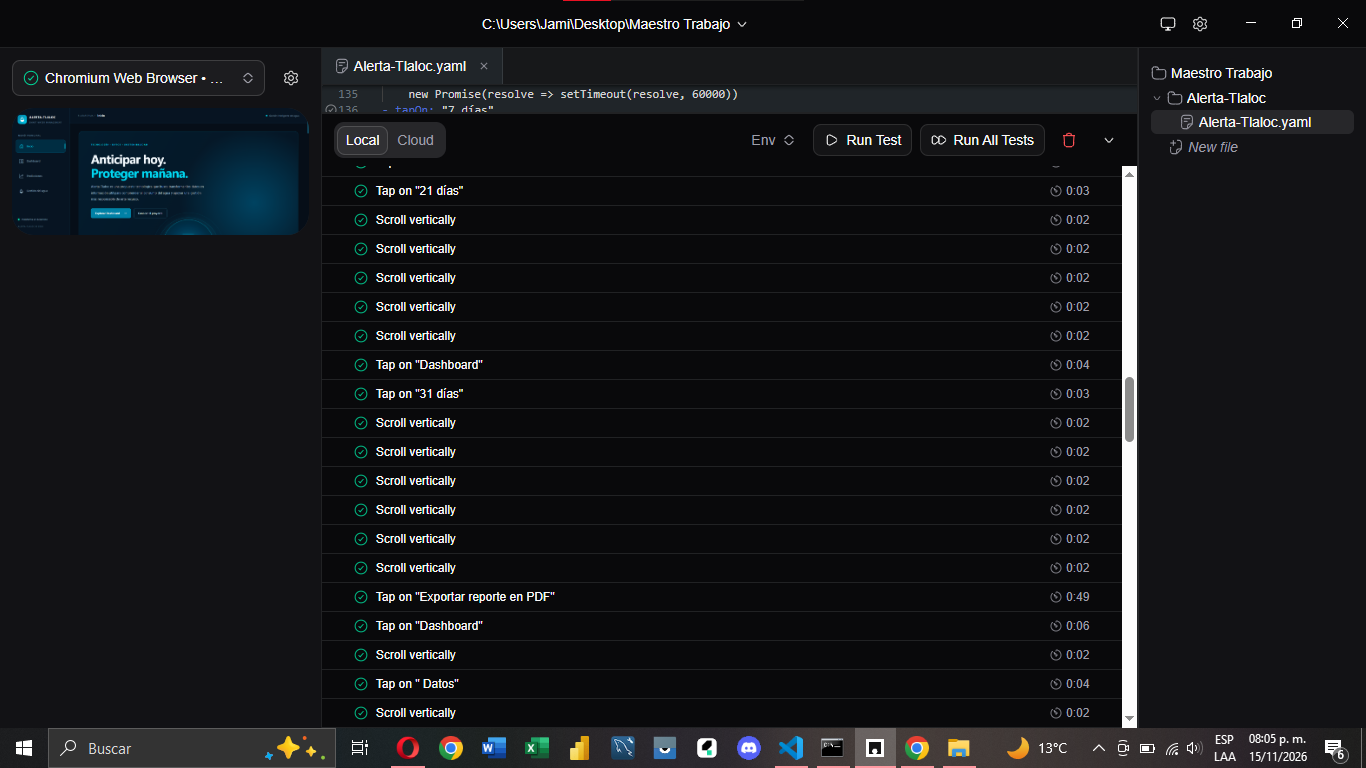 C:\Users\Jami\Desktop\Maestro Trabajo
Chromium Web Browser • ...
Anticipar hoy.
Proteger mañana.
Alerta-Tlaloc.yaml
135 new Promise(resolve => setTimeout(resolve, 60000))
136 - tapOn: "7 días"
Local Cloud Env Run Test Run All Tests
Tap on "21 días" 0:03
Scroll vertically 0:02
Scroll vertically 0:02
Scroll vertically 0:02
Scroll vertically 0:02
Scroll vertically 0:02
Tap on "Dashboard" 0:04
Tap on "31 días" 0:03
Scroll vertically 0:02
Scroll vertically 0:02
Scroll vertically 0:02
Scroll vertically 0:02
Scroll vertically 0:02
Scroll vertically 0:02
Tap on "Exportar reporte en PDF" 0:49
Tap on "Dashboard" 0:06
Scroll vertically 0:02
Tap on " Datos" 0:04
Scroll vertically 0:02
Maestro Trabajo
Alerta-Tlaloc
Alerta-Tlaloc.yaml
New file
Buscar
13°C
ESP
LAA
08:05 p. m.
15/11/2026
6